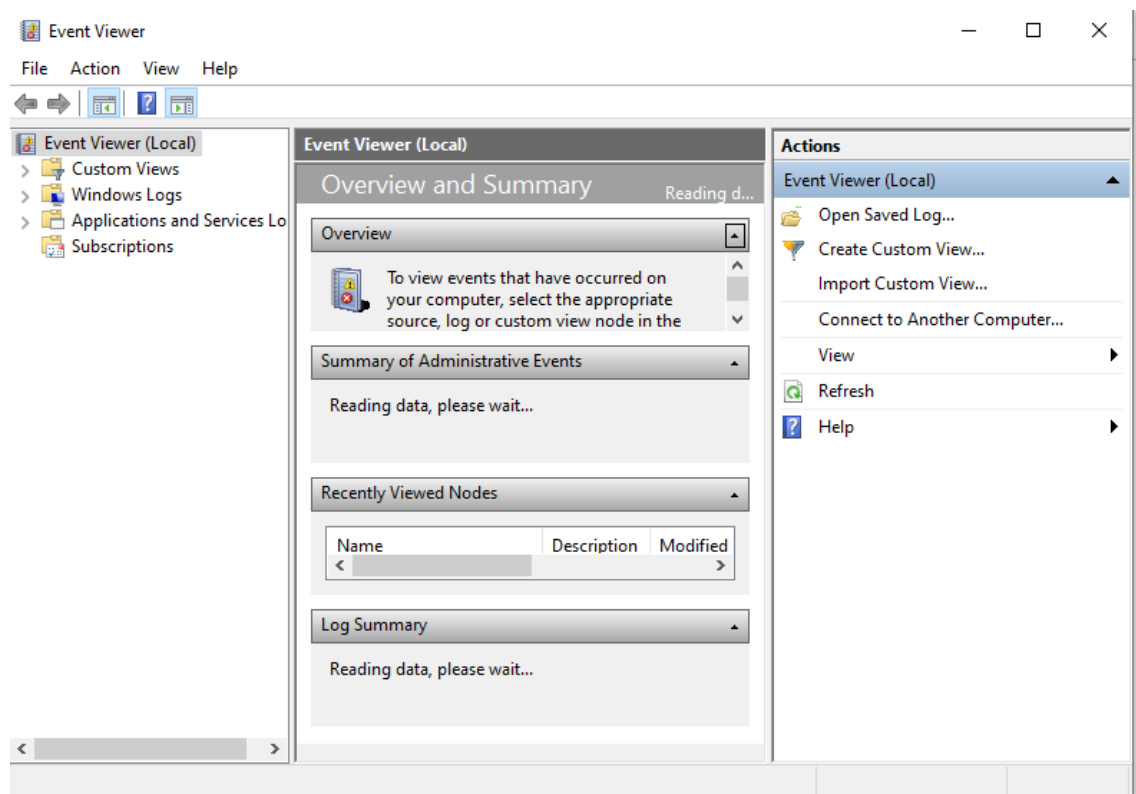 Event Viewer
File Action View Help
Event Viewer (Local)
Custom Views
Windows Logs
Applications and Services Lo
Subscriptions
Event Viewer (Local)
Overview and Summary Reading d...
Overview
To view events that have occurred on
your computer, select the appropriate
source, log or custom view node in the
Summary of Administrative Events
Reading data, please wait...
Recently Viewed Nodes
Name Description Modified
Log Summary
Reading data, please wait...
Actions
Event Viewer (Local)
Open Saved Log...
Create Custom View...
Import Custom View...
Connect to Another Computer...
View
Refresh
Help